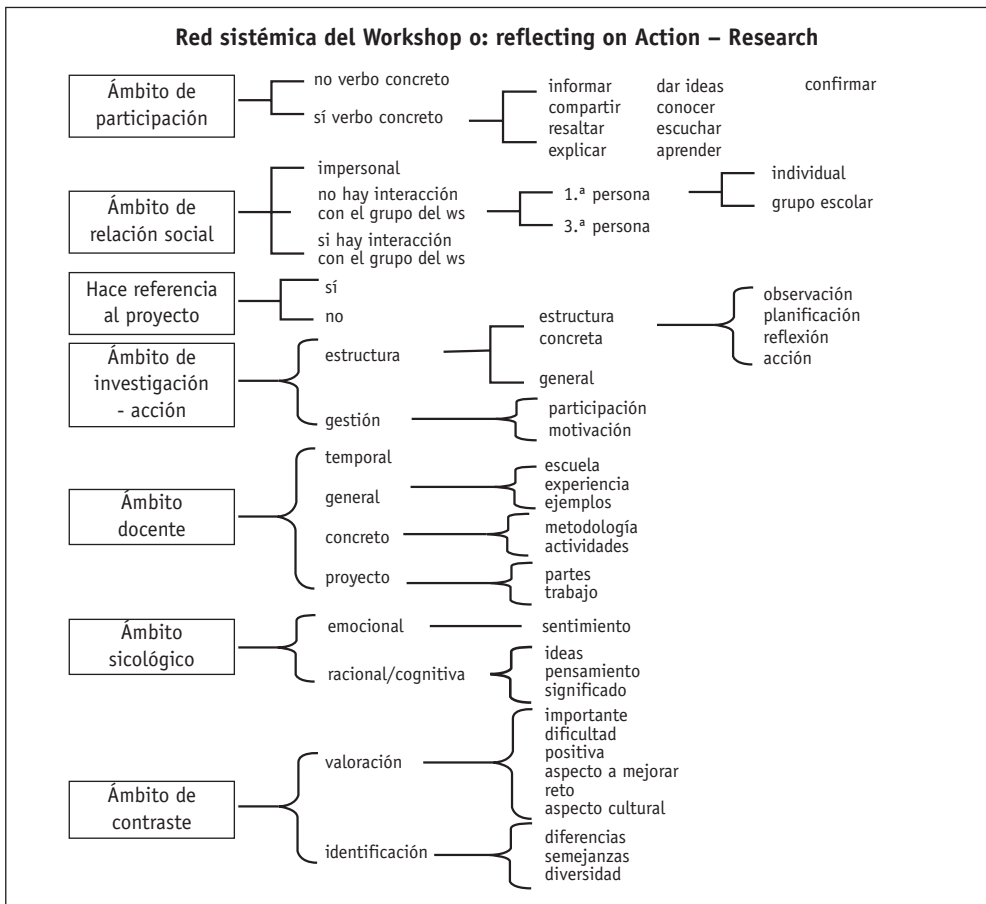 Red sistémica del Workshop o: reflecting on Action – Research
Ámbito de
participación
no verbo concreto
sí verbo concreto
informar dar ideas confirmar
compartir conocer
resaltar escuchar
explicar aprender
Ámbito de
relación social
impersonal
no hay interacción
con el grupo del ws
si hay interacción
con el grupo del ws
1.ª persona
3.ª persona
individual
grupo escolar
Hace referencia
al proyecto
sí
no
Ámbito de
investigación
- acción
estructura
gestión
estructura
concreta
general
observación
planificación
reflexión
acción
participación
motivación
Ámbito
docente
temporal
general
concreto
proyecto
escuela
experiencia
ejemplos
metodología
actividades
partes
trabajo
Ámbito
sicológico
emocional
sentimiento
racional/cognitiva
ideas
pensamiento
significado
Ámbito de
contraste
valoración
importante
dificultad
positiva
aspecto a mejorar
reto
aspecto cultural
identificación
diferencias
semejanzas
diversidad